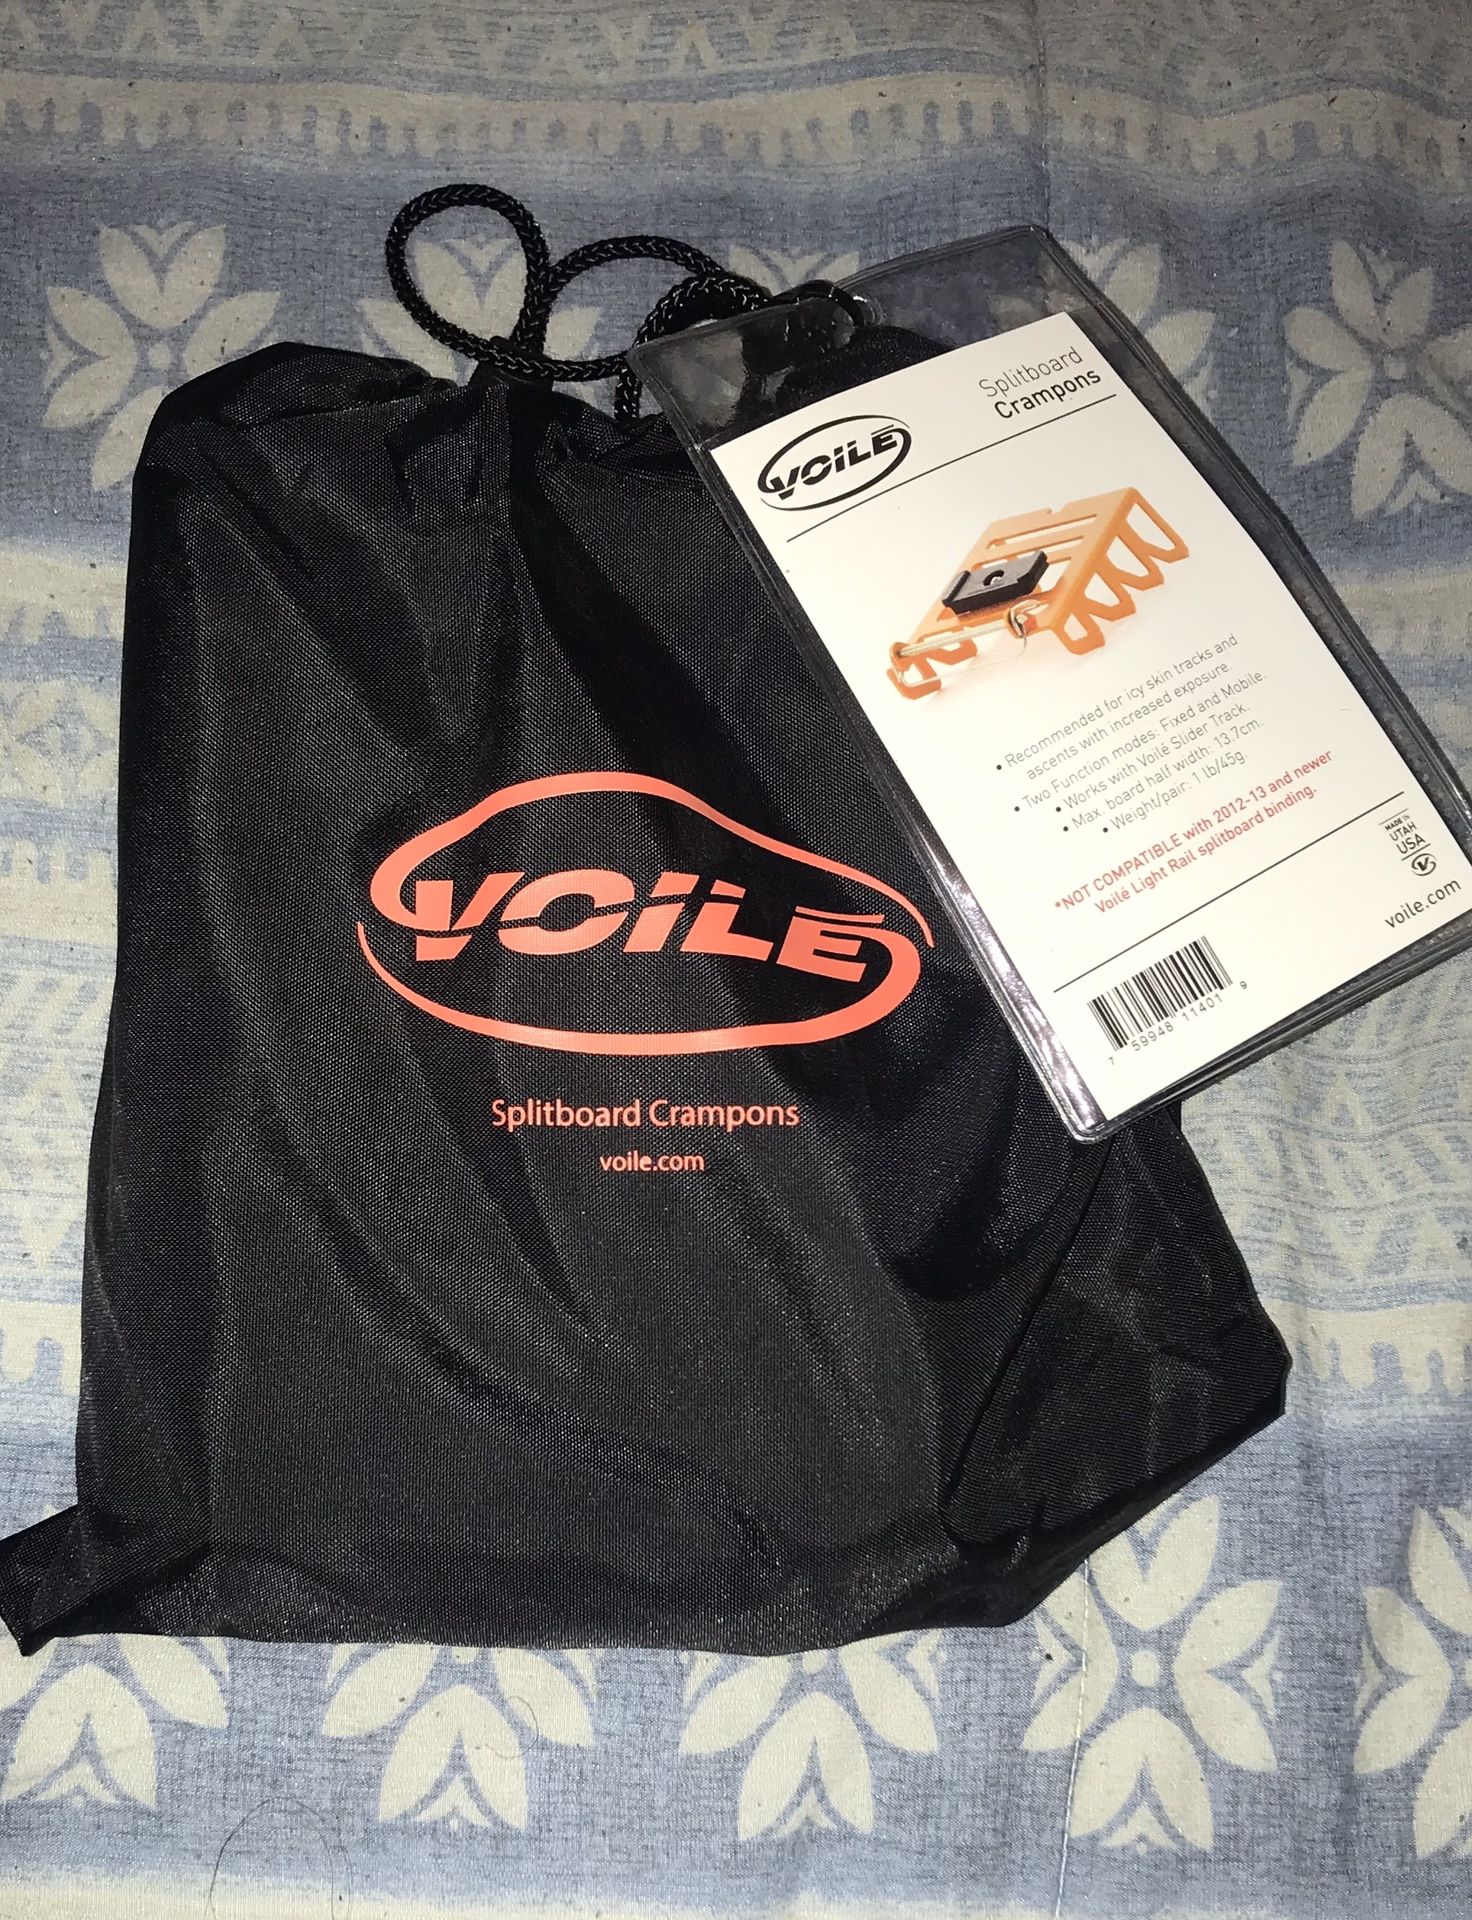 VOILÉ
Splitboard
Crampons
• Recommended for icy skin tracks and
ascents with increased exposure.
• Two Function modes: Fixed and Mobile.
• Works with Voilé Slider Track.
• Max. board half width: 13.7cm.
• Weight/pair: 1 lb/45g.
*NOT COMPATIBLE with 2012-13 and newer
Voilé Light Rail splitboard binding.
MADE IN
UTAH
USA
voile.com
7 59948 11401 9
VOILÉ
Splitboard Crampons
voile.com